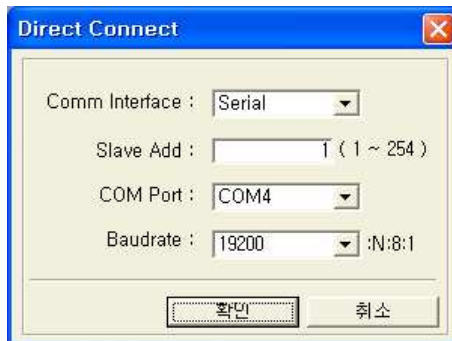 Direct Connect
Comm Interface : Serial
Slave Add : 1 ( 1 ~ 254 )
COM Port : COM4
Baudrate : 19200 :N:8:1
확인 취소